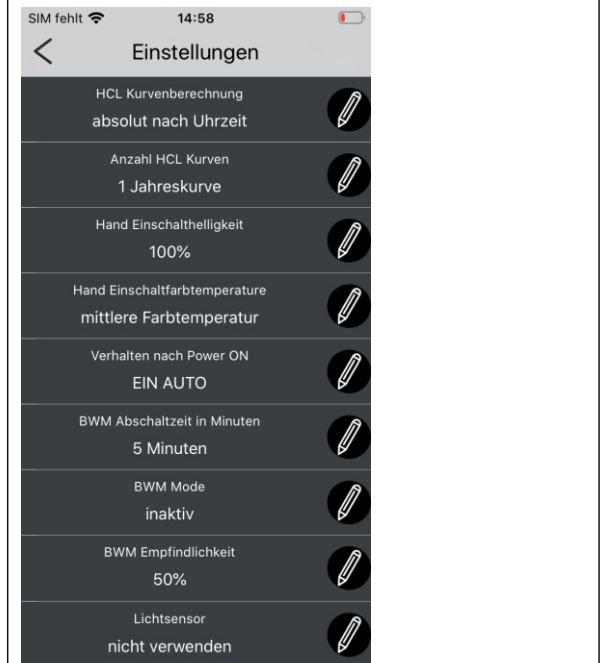 SIM fehlt 14:58
Einstellungen
HCL Kurvenberechnung
absolut nach Uhrzeit
Anzahl HCL Kurven
1 Jahreskurve
Hand Einschalthelligkeit
100%
Hand Einschaltfarbtemperature
mittlere Farbtemperatur
Verhalten nach Power ON
EIN AUTO
BWM Abschaltzeit in Minuten
5 Minuten
BWM Mode
inaktiv
BWM Empfindlichkeit
50%
Lichtsensor
nicht verwenden